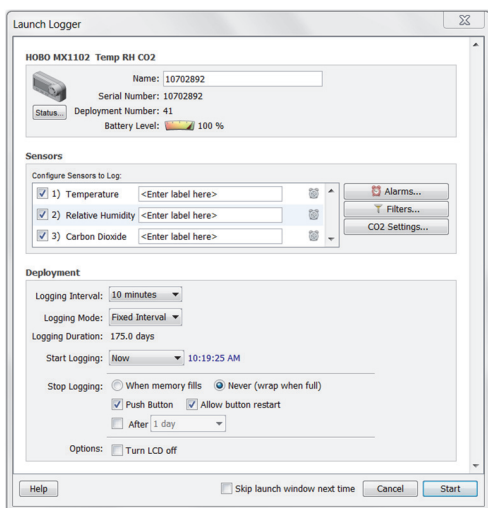 Launch Logger
HOBO MX1102 Temp RH CO2
Name: 10702892
Serial Number: 10702892
Status... Deployment Number: 41
Battery Level: 100 %
Sensors
Configure Sensors to Log:
1) Temperature <Enter label here>
2) Relative Humidity <Enter label here>
3) Carbon Dioxide <Enter label here>
Alarms...
Filters...
CO2 Settings...
Deployment
Logging Interval: 10 minutes
Logging Mode: Fixed Interval
Logging Duration: 175.0 days
Start Logging: Now 10:19:25 AM
Stop Logging: When memory fills Never (wrap when full)
Push Button Allow button restart
After 1 day
Options: Turn LCD off
Help Skip launch window next time Cancel Start